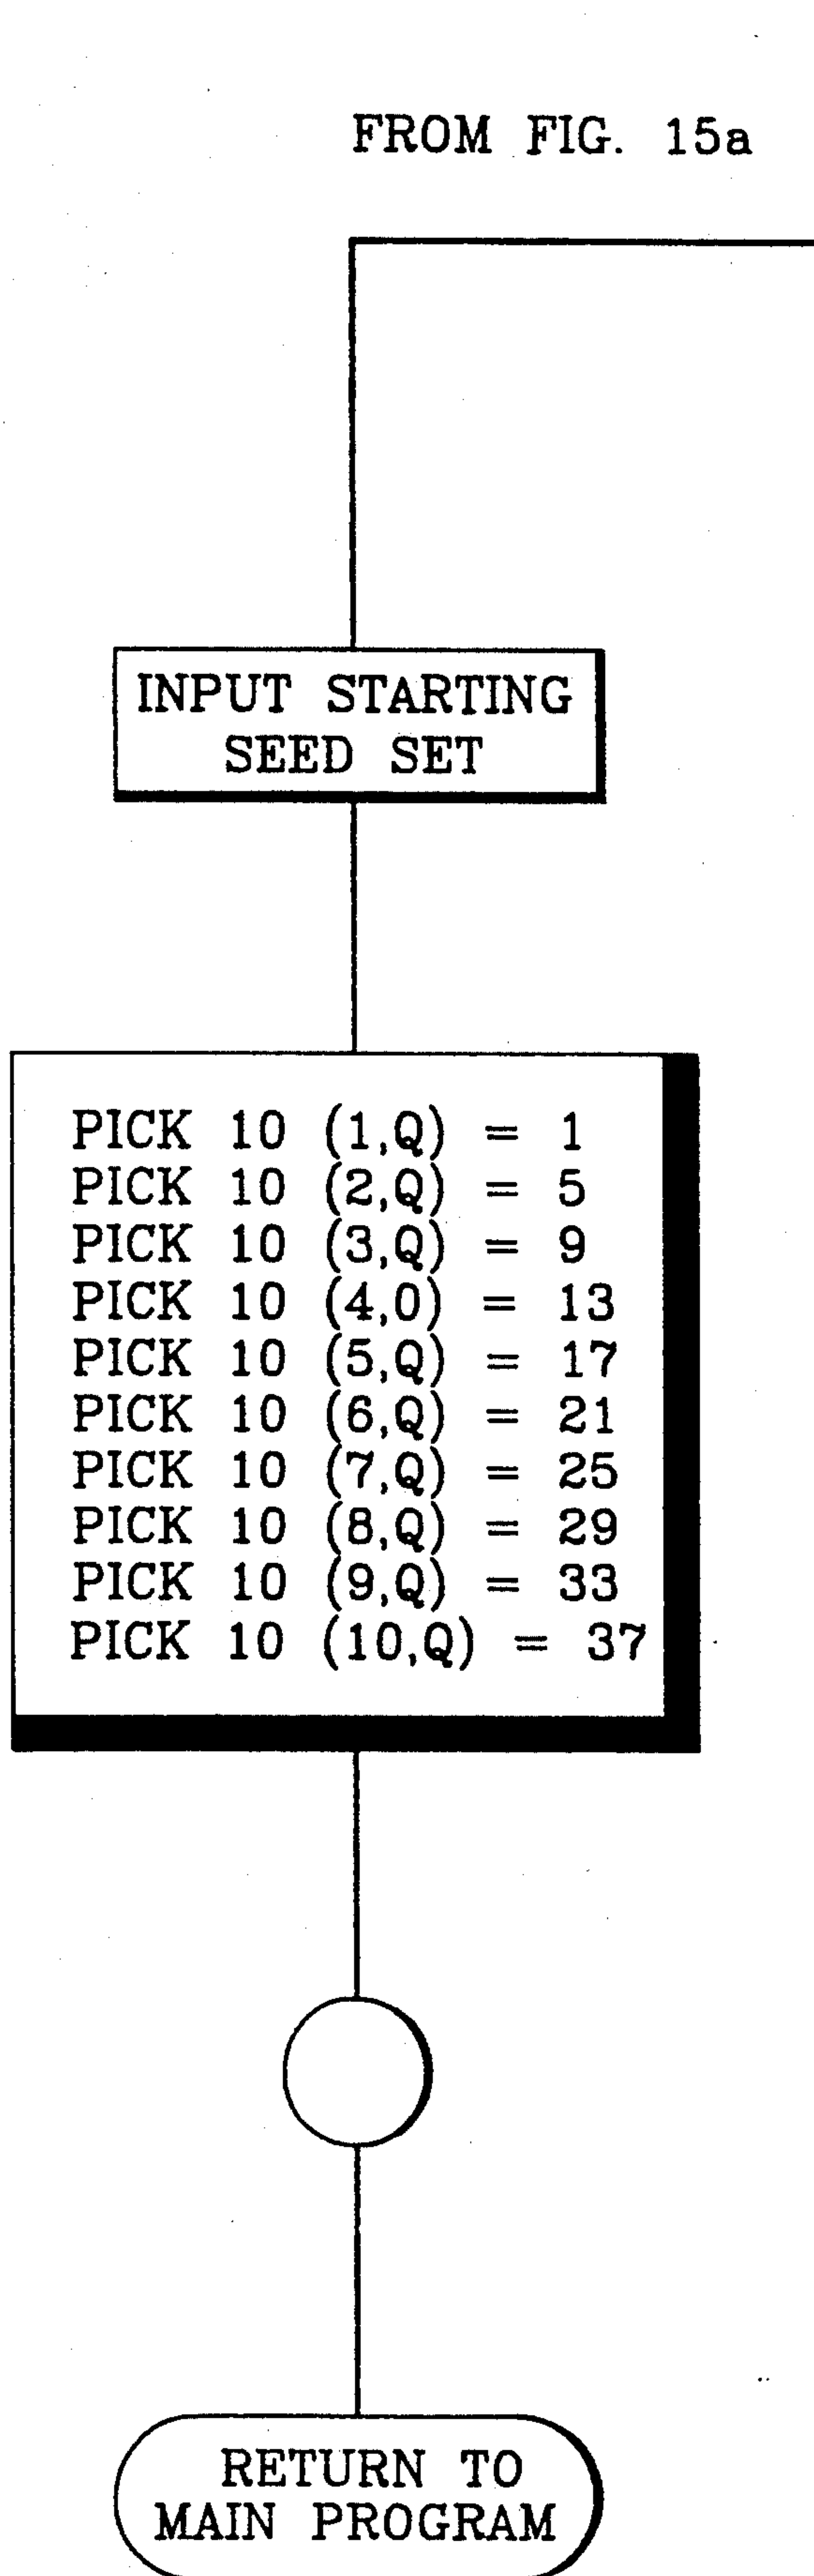 FROM FIG. 15a
INPUT STARTING
SEED SET
PICK 10 (1,Q) = 1
PICK 10 (2,Q) = 5
PICK 10 (3,Q) = 9
PICK 10 (4,0) = 13
PICK 10 (5,Q) = 17
PICK 10 (6,Q) = 21
PICK 10 (7,Q) = 25
PICK 10 (8,Q) = 29
PICK 10 (9,Q) = 33
PICK 10 (10,Q) = 37
RETURN TO
MAIN PROGRAM